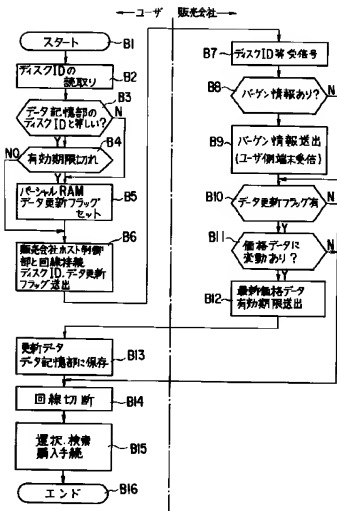 ← ユーザ 販売会社 →
スタート
B1
ディスクIDの
読取り
B2
データ記憶部の
ディスクIDと等しい?
B3
N
Y
有効期限切れ
B4
NO
Y
パーシャルRAM
データ更新フラッグ
セット
B5
販売会社ホスト制御
部と回線接続
ディスクID.データ更新
フラッグ送出
B6
B7
ディスクID等受信号
B8
バーゲン情報あり?
N
Y
B9
バーゲン情報送出
(ユーザ側端末受信)
B10
データ更新フラグ有
N
Y
B11
価格データに
変動あり?
N
Y
B12
最新価格データ
有効期限送出
更新データ
データ記憶部に保存
B13
回線切断
B14
選択.検索
購入手続
B15
エンド
B16